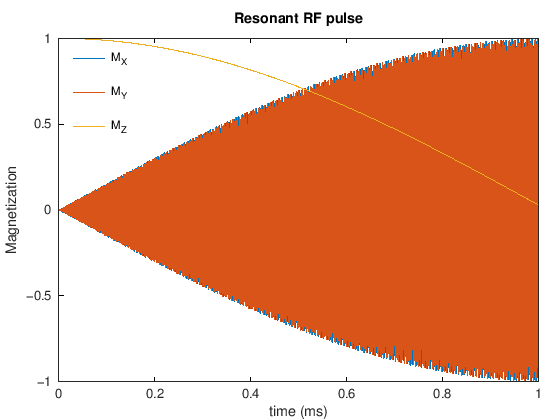 Resonant RF pulse
Magnetization
1
0.5
0
−0.5
−1
M_X
M_Y
M_Z
0 0.2 0.4 0.6 0.8 1
time (ms)